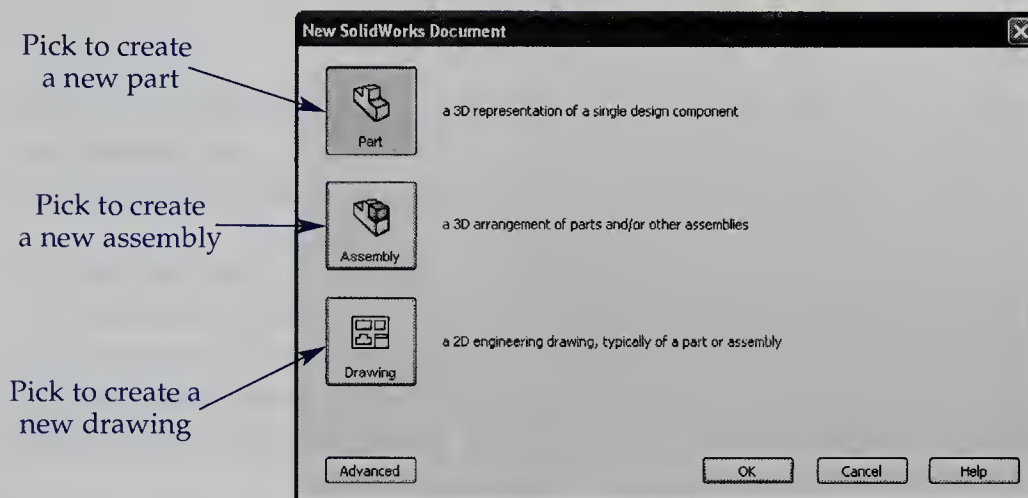 Pick to create
a new part
New SolidWorks Document
Part
a 3D representation of a single design component
Pick to create
a new assembly
Assembly
a 3D arrangement of parts and/or other assemblies
Pick to create a
new drawing
Drawing
a 2D engineering drawing, typically of a part or assembly
Advanced
OK
Cancel
Help